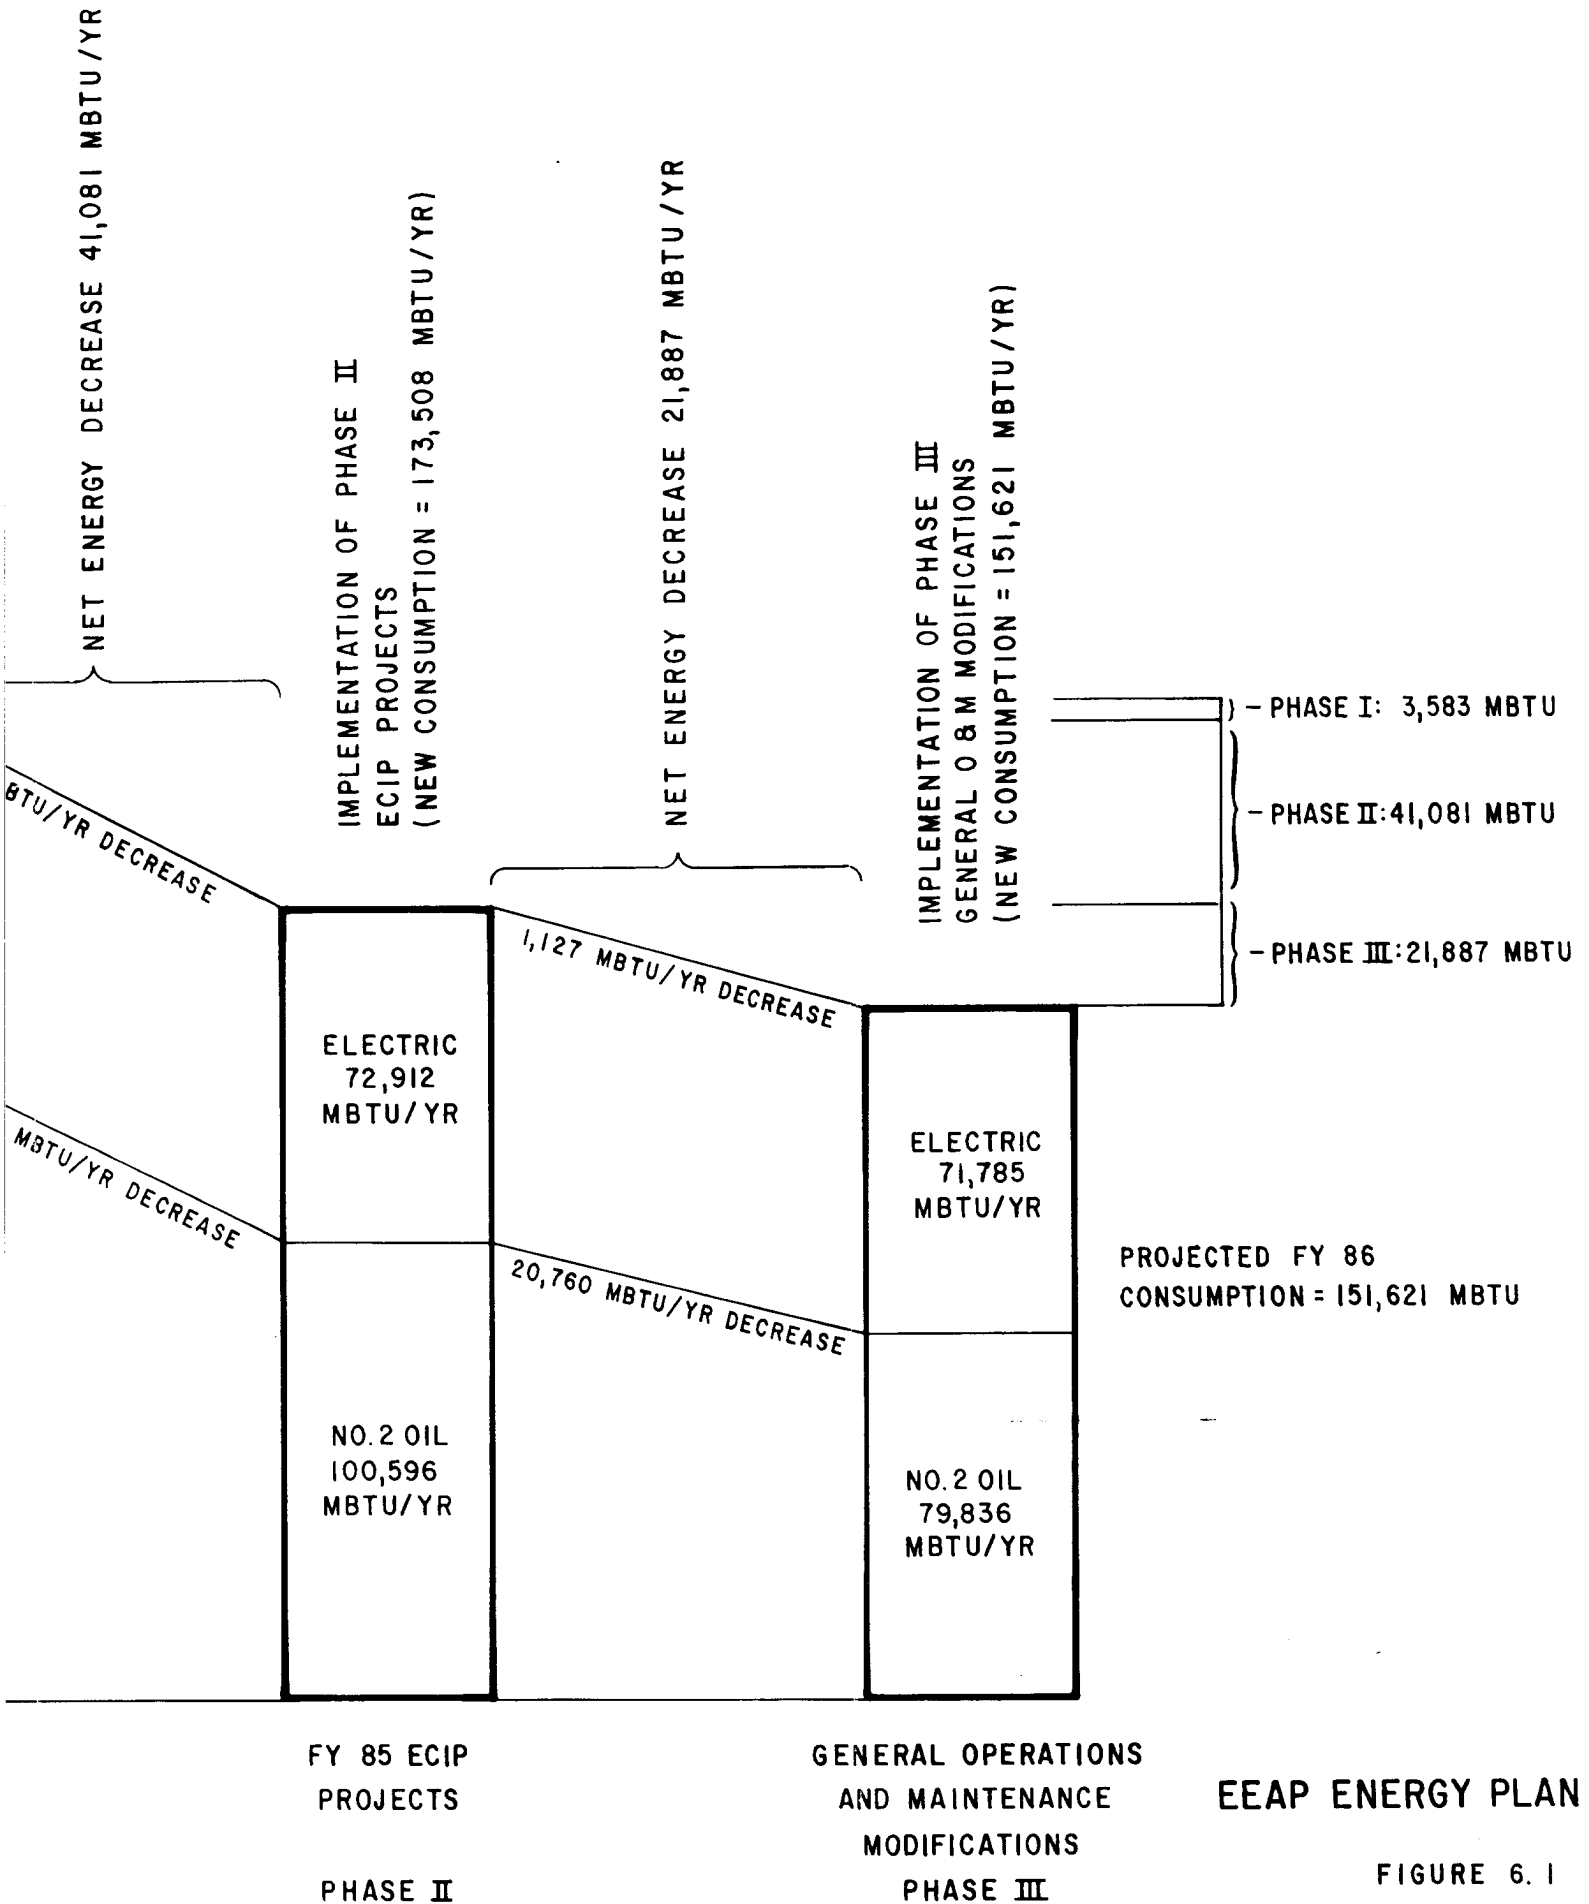 NET ENERGY DECREASE 41,081 MBTU/YR
IMPLEMENTATION OF PHASE II
ECIP PROJECTS
(NEW CONSUMPTION = 173,508 MBTU/YR)
NET ENERGY DECREASE 21,887 MBTU/YR
IMPLEMENTATION OF PHASE III
GENERAL O & M MODIFICATIONS
(NEW CONSUMPTION = 151,621 MBTU/YR)
- PHASE I: 3,583 MBTU
- PHASE II: 41,081 MBTU
- PHASE III: 21,887 MBTU
BTU/YR DECREASE
1,127 MBTU/YR DECREASE
ELECTRIC
72,912
MBTU/YR
ELECTRIC
71,785
MBTU/YR
MBTU/YR DECREASE
20,760 MBTU/YR DECREASE
PROJECTED FY 86
CONSUMPTION = 151,621 MBTU
NO. 2 OIL
100,596
MBTU/YR
NO. 2 OIL
79,836
MBTU/YR
FY 85 ECIP
PROJECTS
PHASE II
GENERAL OPERATIONS
AND MAINTENANCE
MODIFICATIONS
PHASE III
EEAP ENERGY PLAN
FIGURE 6.1